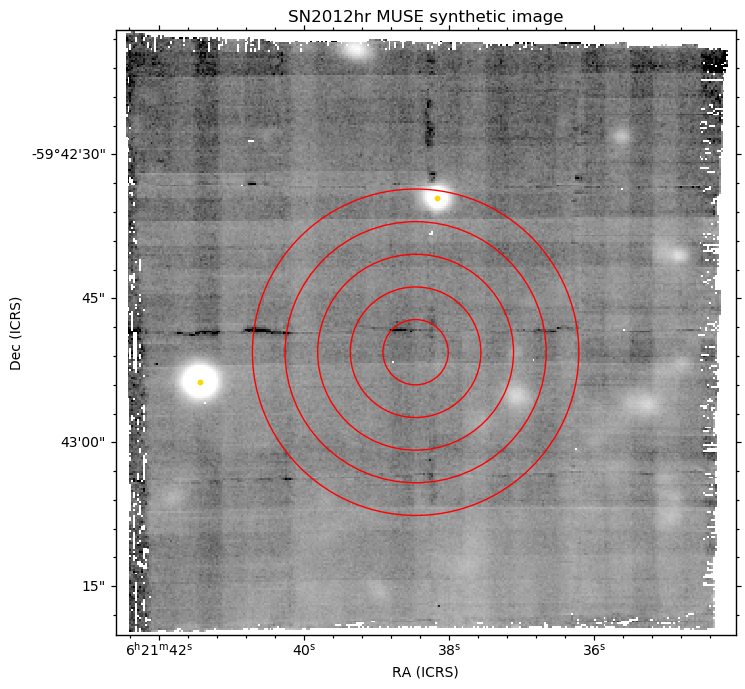 SN2012hr MUSE synthetic image
-59°42'30"
45"
43'00"
15"
Dec (ICRS)
6ʰ21ᵐ42ˢ
40ˢ
38ˢ
36ˢ
RA (ICRS)